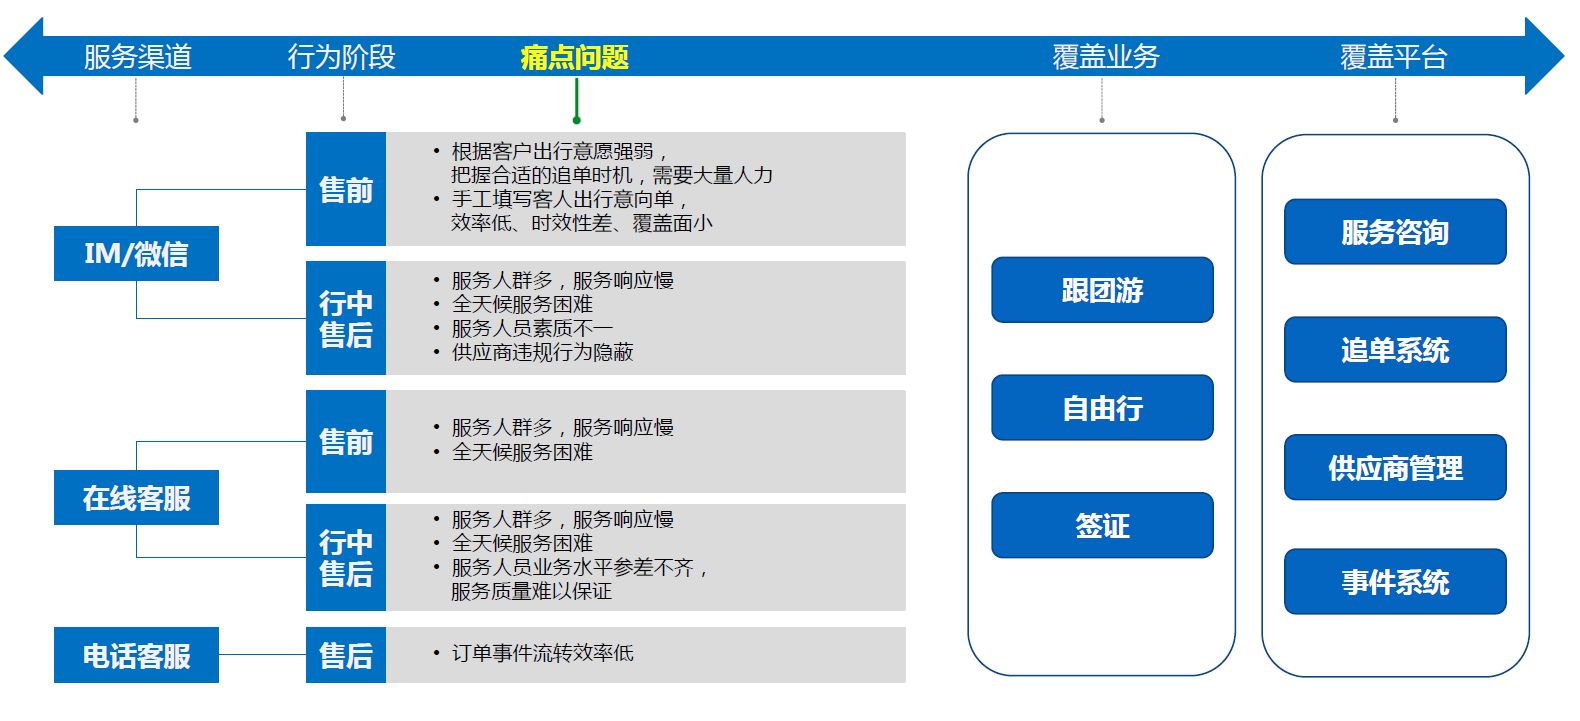 服务渠道
行为阶段
痛点问题
覆盖业务
覆盖平台
IM/微信
售前
• 根据客户出行意愿强弱，
把握合适的追单时机，需要大量人力
• 手工填写客人出行意向单，
效率低、时效性差、覆盖面小
行中
售后
• 服务人群多，服务响应慢
• 全天候服务困难
• 服务人员素质不一
• 供应商违规行为隐蔽
在线客服
售前
• 服务人群多，服务响应慢
• 全天候服务困难
行中
售后
• 服务人群多，服务响应慢
• 全天候服务困难
• 服务人员业务水平参差不齐，
服务质量难以保证
电话客服
售后
• 订单事件流转效率低
跟团游
自由行
签证
服务咨询
追单系统
供应商管理
事件系统